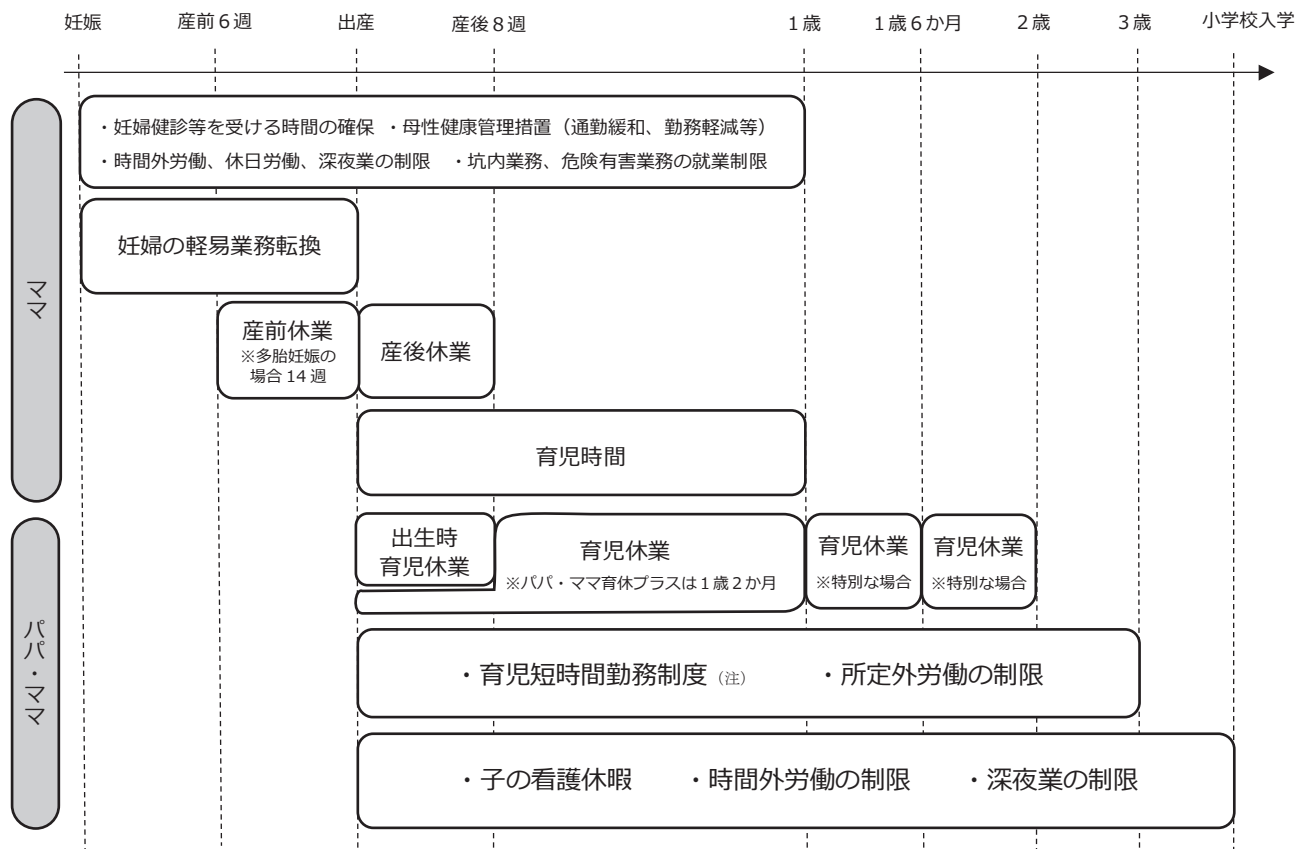 妊娠
産前６週
出産
産後８週
１歳
１歳６か月
２歳
３歳
小学校入学
ママ
・妊婦健診等を受ける時間の確保 ・母性健康管理措置（通勤緩和、勤務軽減等）
・時間外労働、休日労働、深夜業の制限 ・坑内業務、危険有害業務の就業制限
妊婦の軽易業務転換
産前休業
※多胎妊娠の
場合 14 週
産後休業
育児時間
パパ・ママ
出生時
育児休業
育児休業
※パパ・ママ育休プラスは１歳２か月
育児休業
※特別な場合
育児休業
※特別な場合
・育児短時間勤務制度（注） ・所定外労働の制限
・子の看護休暇 ・時間外労働の制限 ・深夜業の制限